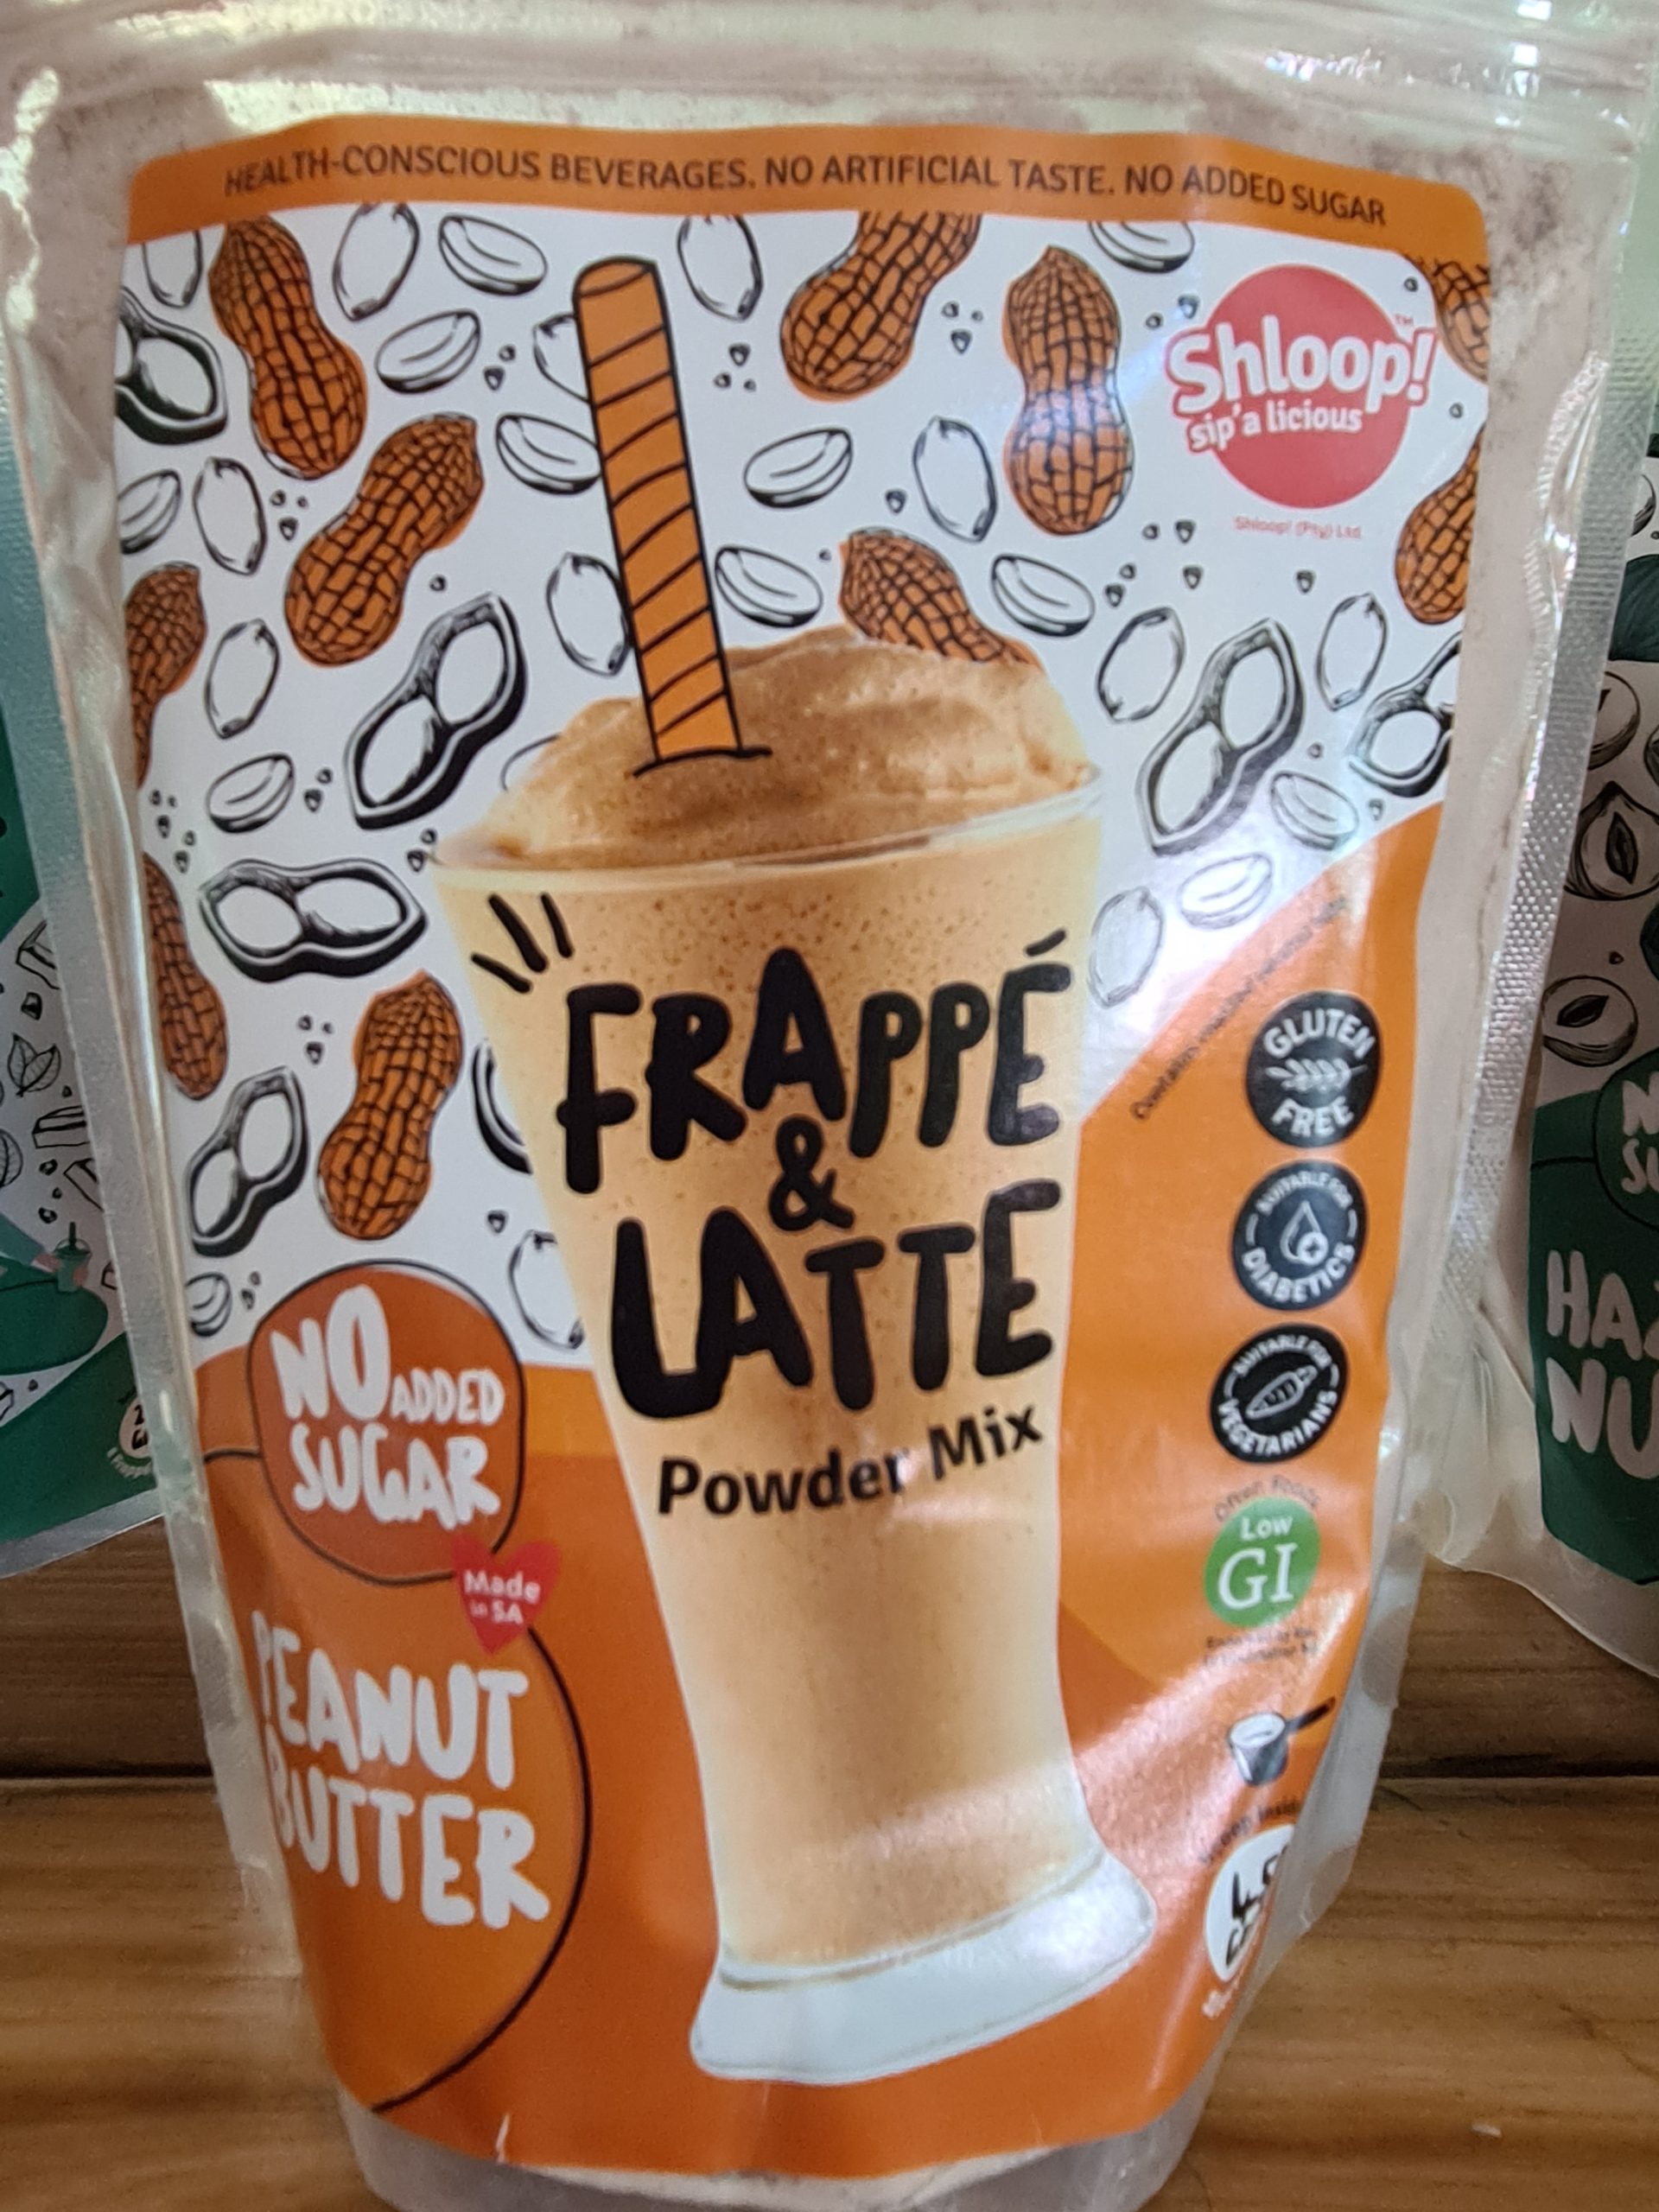 HEALTH-CONSCIOUS BEVERAGES. NO ARTIFICIAL TASTE. NO ADDED SUGAR
Shloop!™
sip'a licious
Shloop! (Pty) Ltd
FRAPPÉ
&
LATTE
Powder Mix
GLUTEN
FREE
SUITABLE FOR
DIABETICS
SUITABLE FOR
VEGETARIANS
Low
GI
NO ADDED
SUGAR
Made
in SA
PEANUT
BUTTER